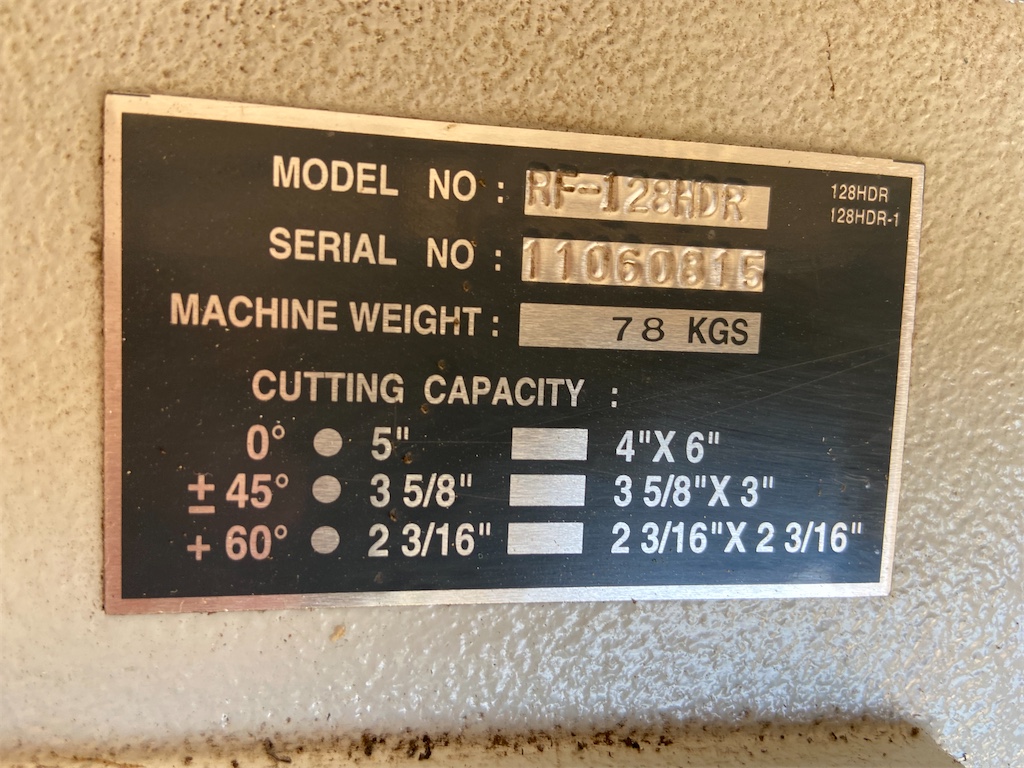 MODEL NO : RF-128HDR
128HDR
128HDR-1
SERIAL NO : 11060815
MACHINE WEIGHT : 78 KGS
CUTTING CAPACITY :
0° 5" 4"X 6"
± 45° 3 5/8" 3 5/8"X 3"
+ 60° 2 3/16" 2 3/16"X 2 3/16"